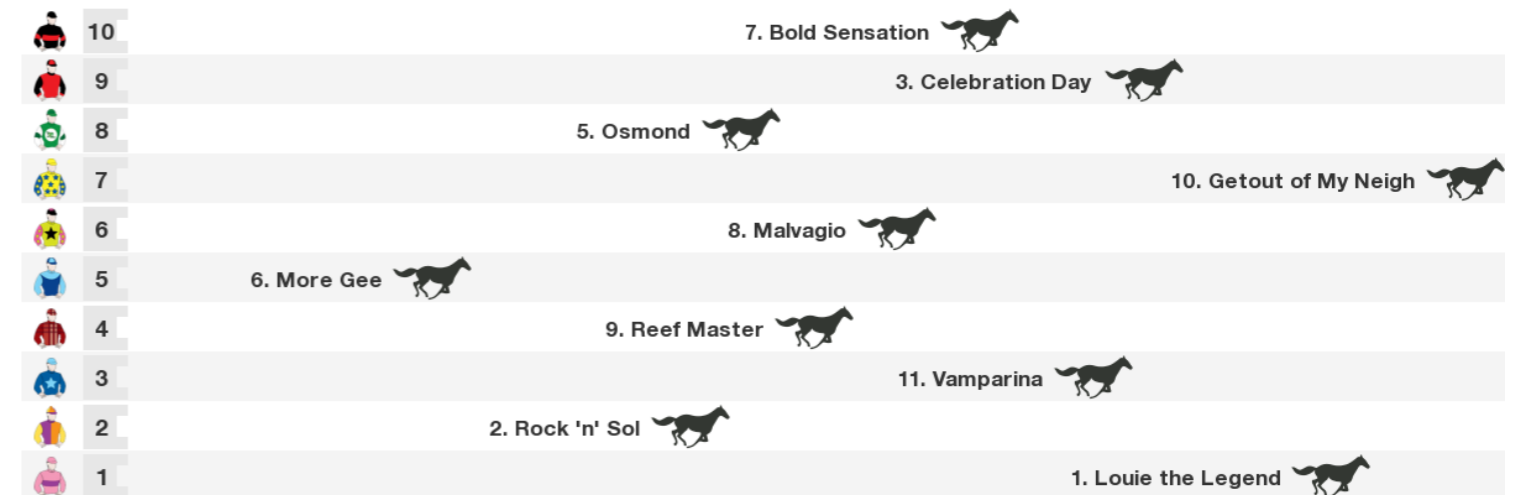 10 7. Bold Sensation
9 3. Celebration Day
8 5. Osmond
7 10. Getout of My Neigh
6 8. Malvagio
5 6. More Gee
4 9. Reef Master
3 11. Vamparina
2 2. Rock 'n' Sol
1 1. Louie the Legend